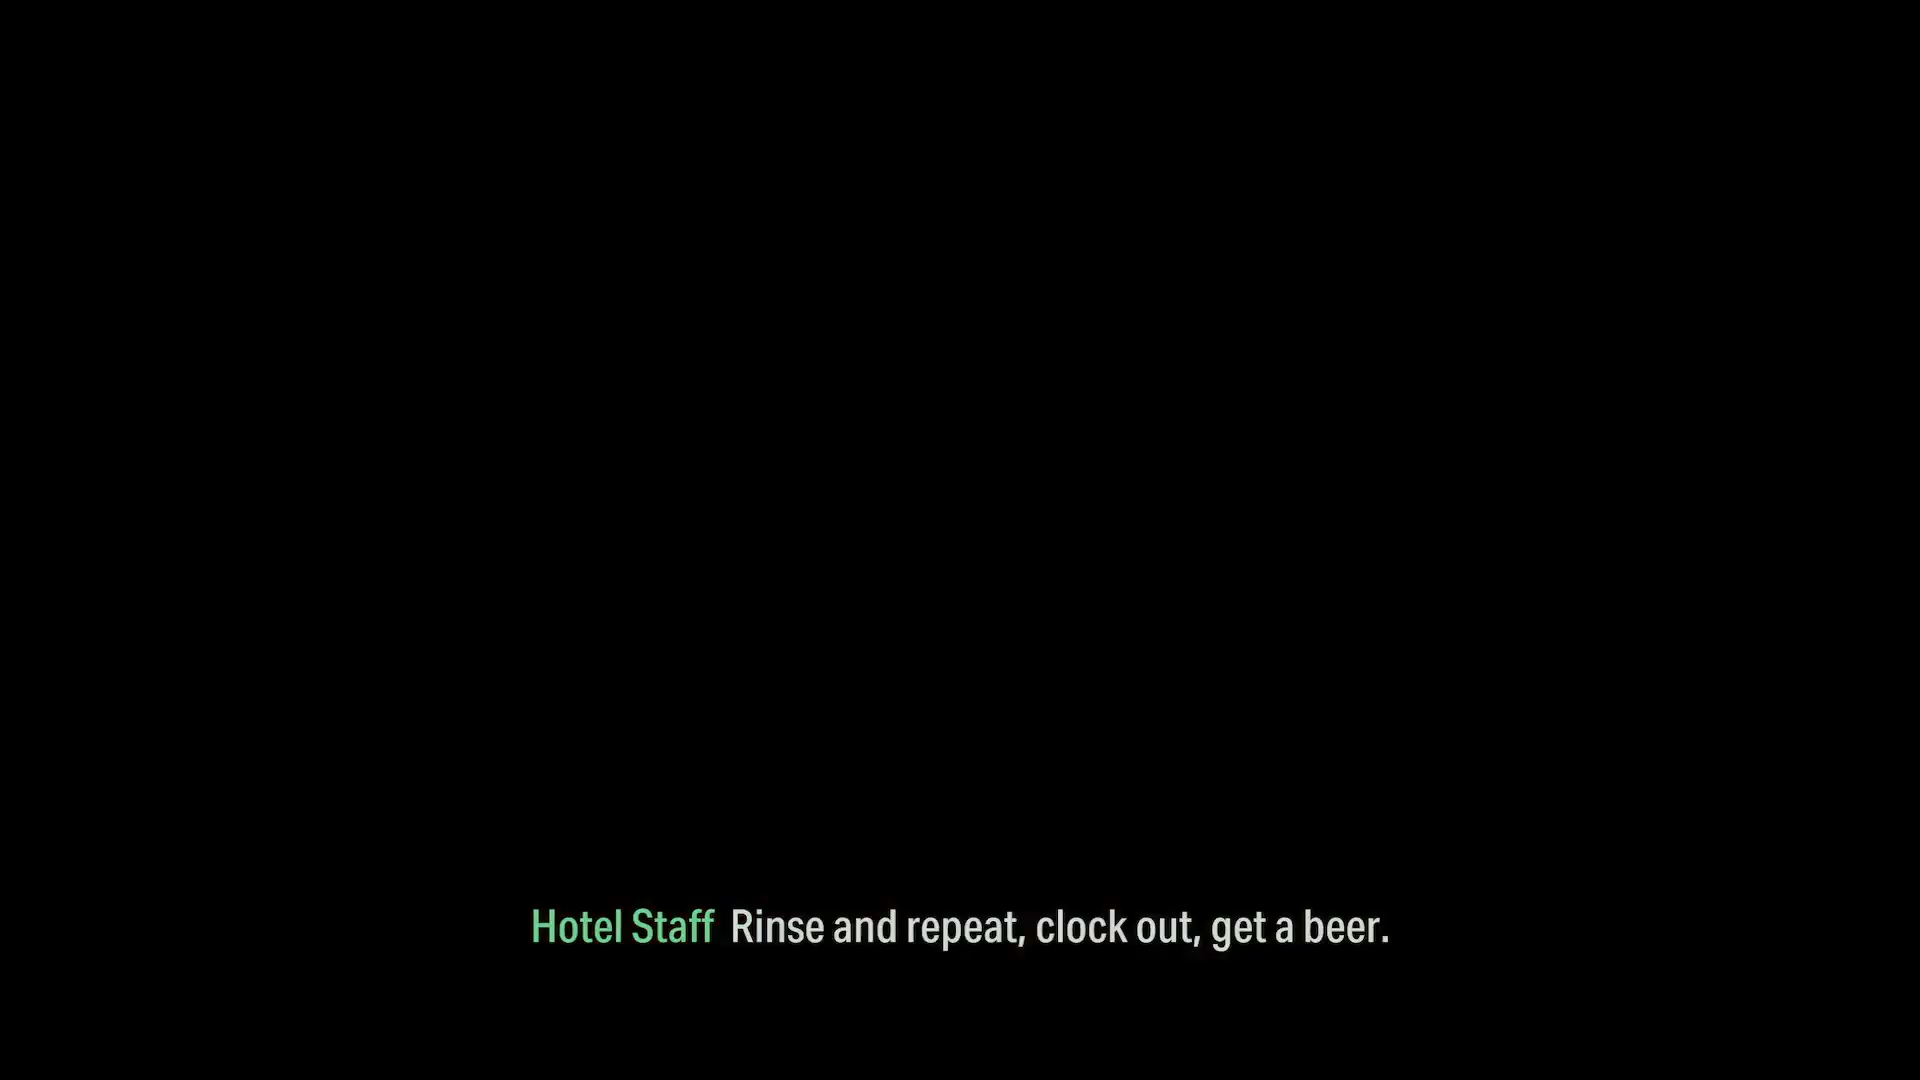 Hotel Staff Rinse and repeat, clock out, get a beer.